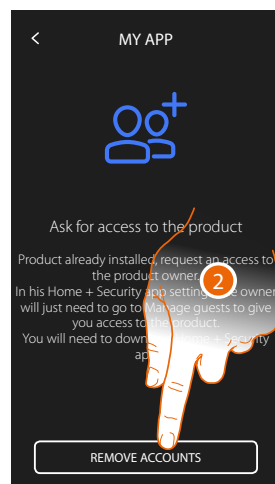 MY APP
Ask for access to the product
Product already installed, request an access to
the product owner.
In his Home + Security app settings, the owner
will just need to go to Manage guests to give
you access to the product.
You will need to down Home + Security
ap
2
REMOVE ACCOUNTS